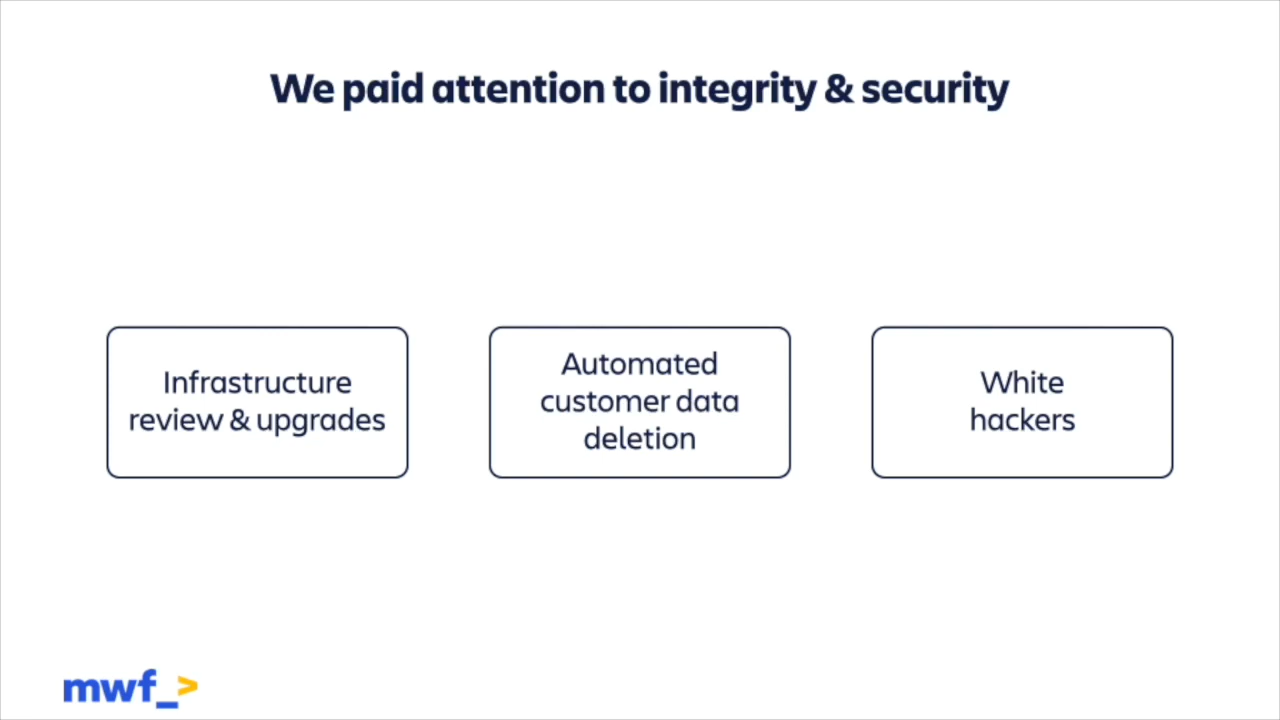 We paid attention to integrity & security
Infrastructure
review & upgrades
Automated
customer data
deletion
White
hackers
mwf_>